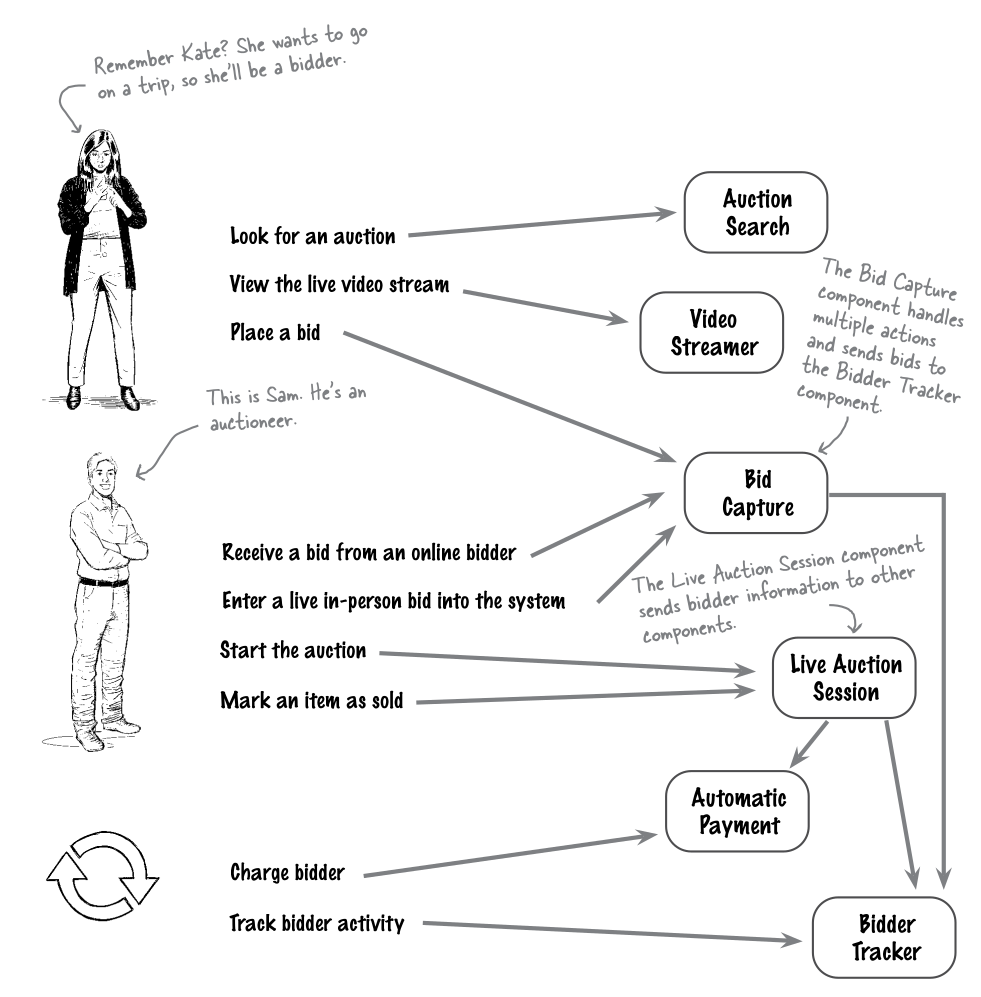 Remember Kate? She wants to go
on a trip, so she'll be a bidder.
Auction
Search
Look for an auction
View the live video stream
Place a bid
Video
Streamer
The Bid Capture
component handles
multiple actions
and sends bids to
the Bidder Tracker
component.
This is Sam. He's an
auctioneer.
Bid
Capture
Receive a bid from an online bidder
Enter a live in-person bid into the system
Start the auction
Mark an item as sold
The Live Auction Session component
sends bidder information to other
components.
Live Auction
Session
Automatic
Payment
Charge bidder
Track bidder activity
Bidder
Tracker